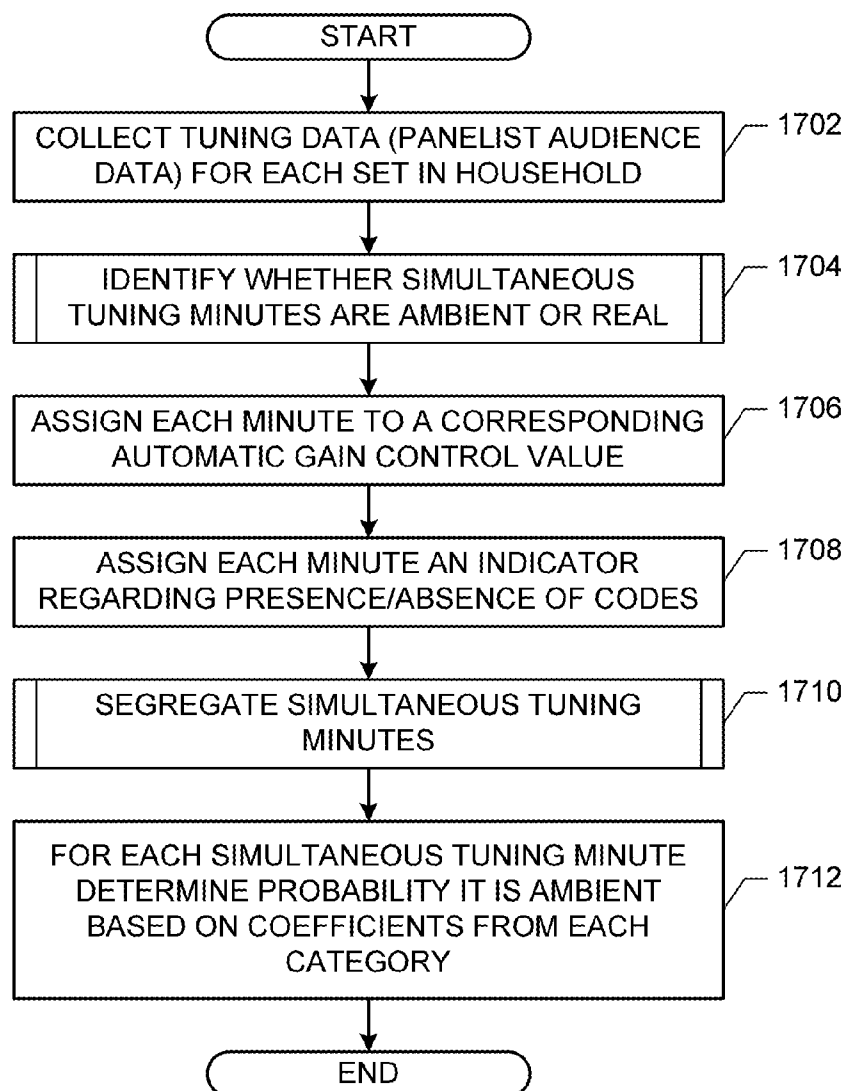 START
COLLECT TUNING DATA (PANELIST AUDIENCE
DATA) FOR EACH SET IN HOUSEHOLD
1702
IDENTIFY WHETHER SIMULTANEOUS
TUNING MINUTES ARE AMBIENT OR REAL
1704
ASSIGN EACH MINUTE TO A CORRESPONDING
AUTOMATIC GAIN CONTROL VALUE
1706
ASSIGN EACH MINUTE AN INDICATOR
REGARDING PRESENCE/ABSENCE OF CODES
1708
SEGREGATE SIMULTANEOUS TUNING
MINUTES
1710
FOR EACH SIMULTANEOUS TUNING MINUTE
DETERMINE PROBABILITY IT IS AMBIENT
BASED ON COEFFICIENTS FROM EACH
CATEGORY
1712
END